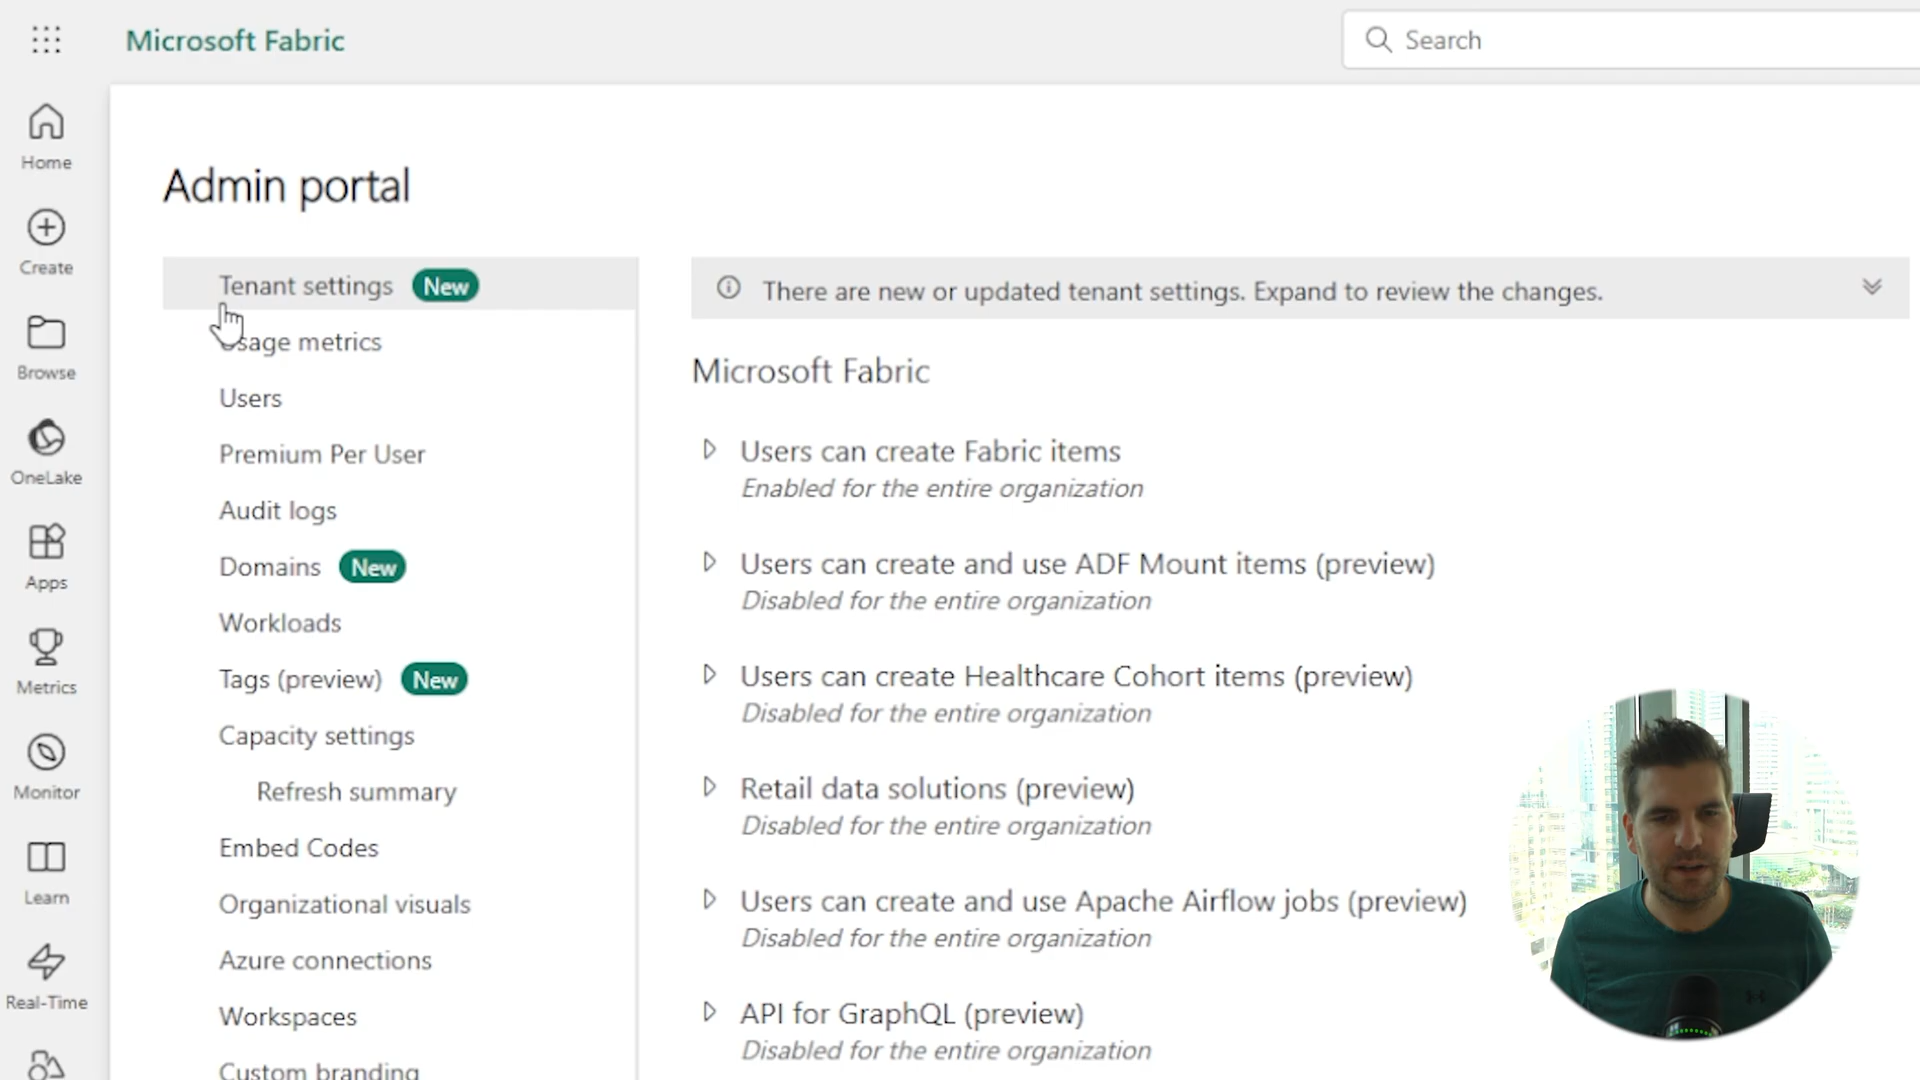 Microsoft Fabric
Search
Home
Create
Browse
OneLake
Apps
Metrics
Monitor
Learn
Real-Time
Admin portal
Tenant settings New
Usage metrics
Users
Premium Per User
Audit logs
Domains New
Workloads
Tags (preview) New
Capacity settings
Refresh summary
Embed Codes
Organizational visuals
Azure connections
Workspaces
Custom branding
There are new or updated tenant settings. Expand to review the changes.
Microsoft Fabric
Users can create Fabric items
Enabled for the entire organization
Users can create and use ADF Mount items (preview)
Disabled for the entire organization
Users can create Healthcare Cohort items (preview)
Disabled for the entire organization
Retail data solutions (preview)
Disabled for the entire organization
Users can create and use Apache Airflow jobs (preview)
Disabled for the entire organization
API for GraphQL (preview)
Disabled for the entire organization